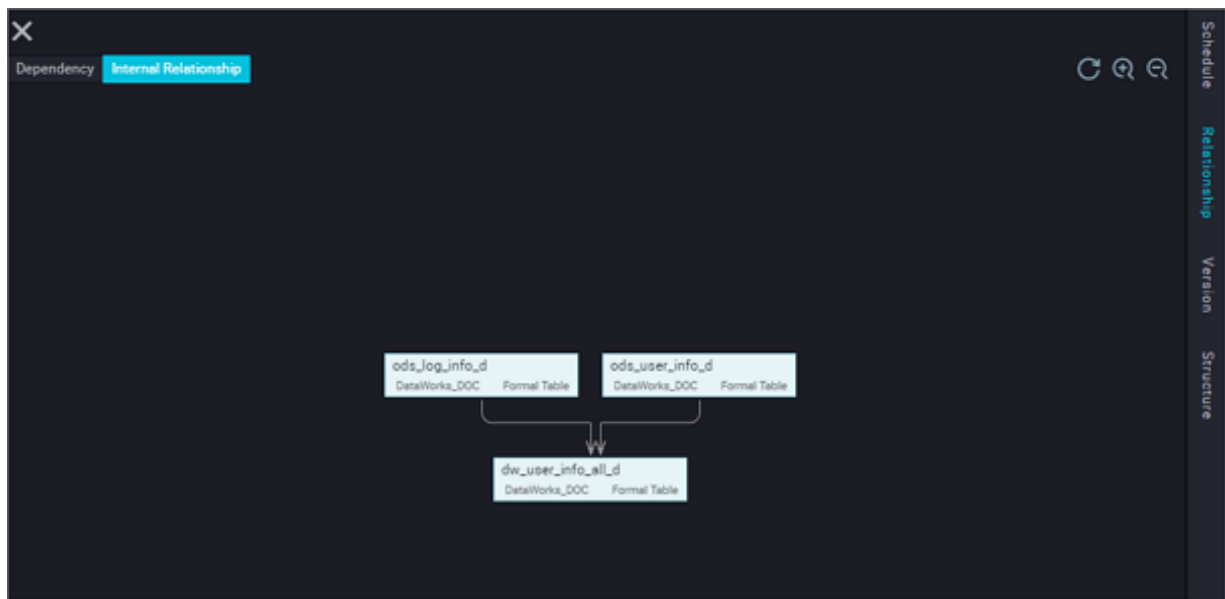 Dependency Internal Relationship
ods_log_info_d
DataWorks_DOC Formal Table
ods_user_info_d
DataWorks_DOC Formal Table
dw_user_info_all_d
DataWorks_DOC Formal Table
Schedule
Relationship
Version
Structure